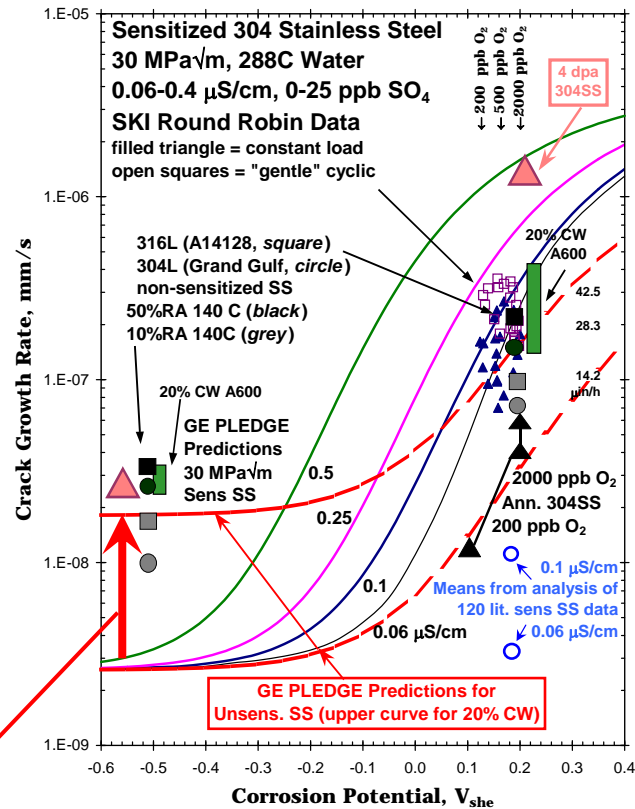 Sensitized 304 Stainless Steel
30 MPa√m, 288C Water
0.06-0.4 μS/cm, 0-25 ppb SO4
SKI Round Robin Data
filled triangle = constant load
open squares = "gentle" cyclic
←200 ppb O2
←500 ppb O2
←2000 ppb O2
4 dpa
304SS
316L (A14128, square)
304L (Grand Gulf, circle)
non-sensitized SS
50%RA 140 C (black)
10%RA 140C (grey)
20% CW A600
20% CW
A600
42.5
28.3
14.2
μin/h
GE PLEDGE
Predictions
30 MPa√m
Sens SS
0.5
0.25
0.1
0.06 μS/cm
2000 ppb O2
Ann. 304SS
200 ppb O2
0.1 μS/cm
Means from analysis of
120 lit. sens SS data
0.06 μS/cm
GE PLEDGE Predictions for
Unsens. SS (upper curve for 20% CW)
Crack Growth Rate, mm/s
1.E-05
1.E-06
1.E-07
1.E-08
1.E-09
-0.6 -0.5 -0.4 -0.3 -0.2 -0.1 0.0 0.1 0.2 0.3 0.4
Corrosion Potential, Vshe